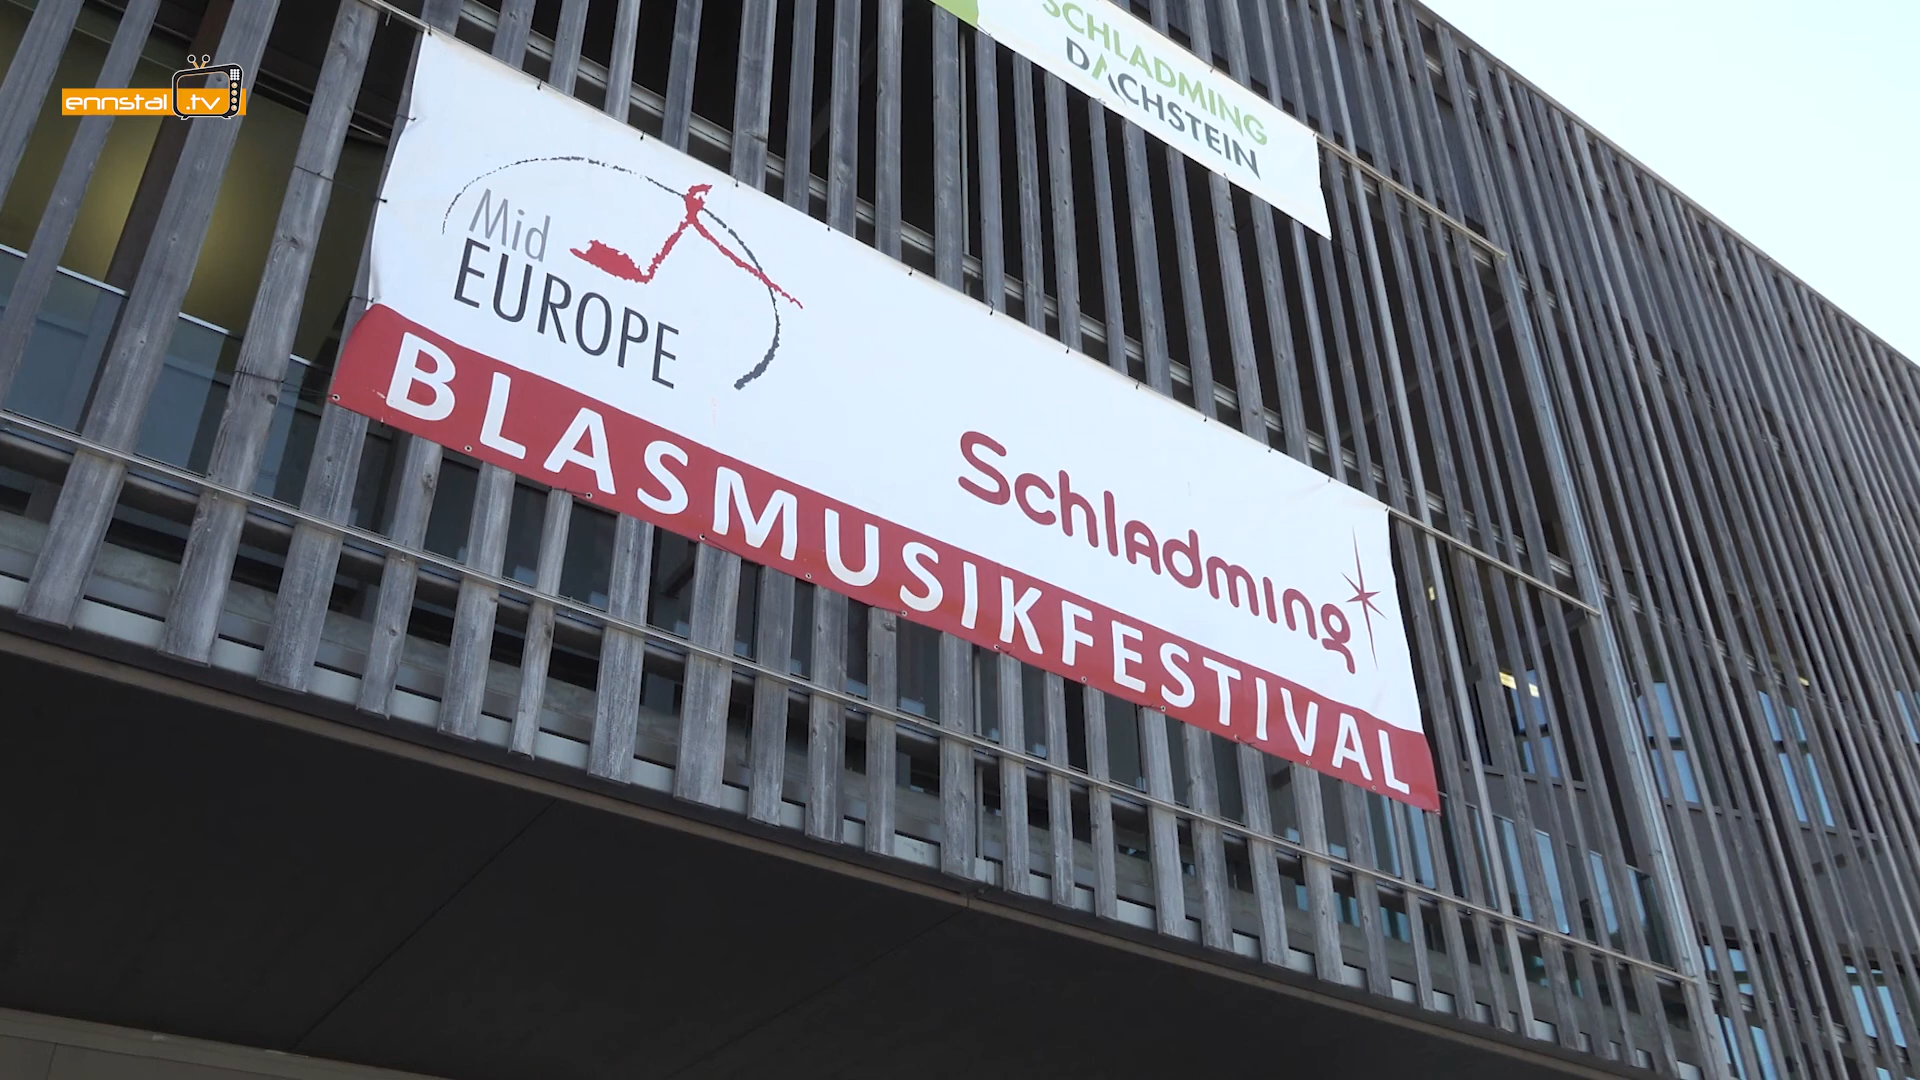 ennstal.tv
SCHLADMING
DACHSTEIN
Mid
EUROPE
Schladming
BLASMUSIKFESTIVAL